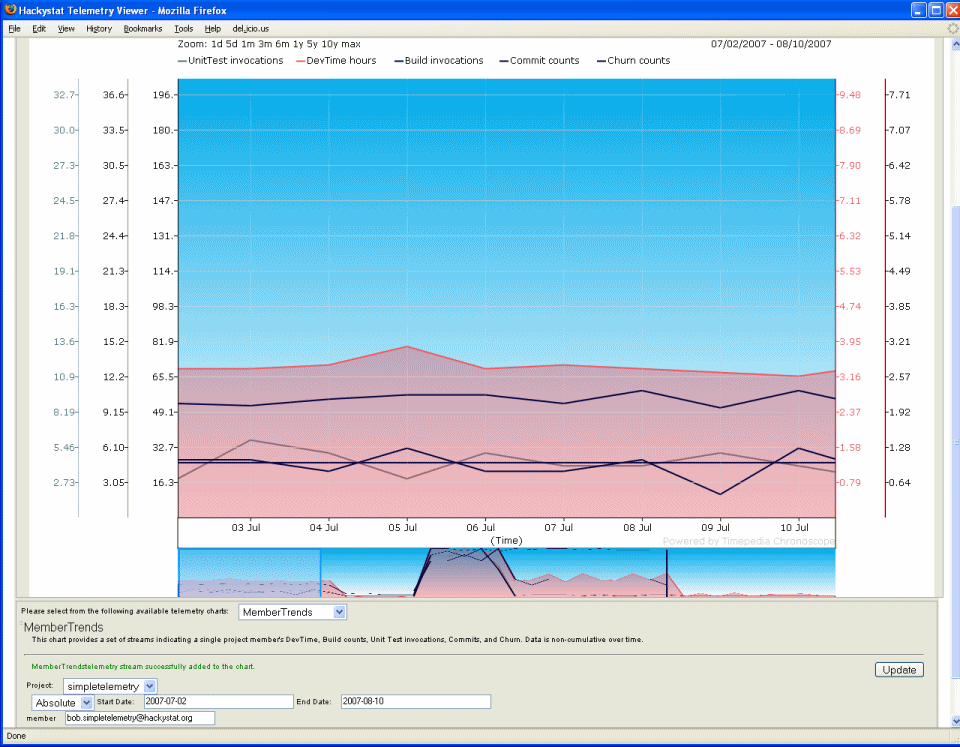 Hackystat Telemetry Viewer - Mozilla Firefox
File Edit View History Bookmarks Tools Help del.icio.us
Zoom: 1d 5d 1m 3m 6m 1y 5y 10y max 07/02/2007 - 08/10/2007
UnitTest invocations DevTime hours Build invocations Commit counts Churn counts
32.7 36.6 196. 9.48 7.71
30.0 33.5 180. 8.69 7.07
27.3 30.5 163. 7.90 6.42
24.5 27.4 147. 7.11 5.78
21.8 24.4 131. 6.32 5.14
19.1 21.3 114. 5.53 4.49
16.3 18.3 98.3 4.74 3.85
13.6 15.2 81.9 3.95 3.21
10.9 12.2 65.5 3.16 2.57
8.19 9.15 49.1 2.37 1.92
5.46 6.10 32.7 1.58 1.28
2.73 3.05 16.3 0.79 0.64
03 Jul 04 Jul 05 Jul 06 Jul 07 Jul 08 Jul 09 Jul 10 Jul
(Time)
Powered by Timepedia Chronoscope
Please select from the following available telemetry charts: MemberTrends
MemberTrends
This chart provides a set of streams indicating a single project member's DevTime, Build counts, Unit Test invocations, Commits, and Churn. Data is non-cumulative over time.
MemberTrendstelemetry stream successfully added to the chart.
Update
Project: simpletelemetry
Absolute Start Date: 2007-07-02 End Date: 2007-08-10
member bob.simpletelemetry@hackystat.org
Done